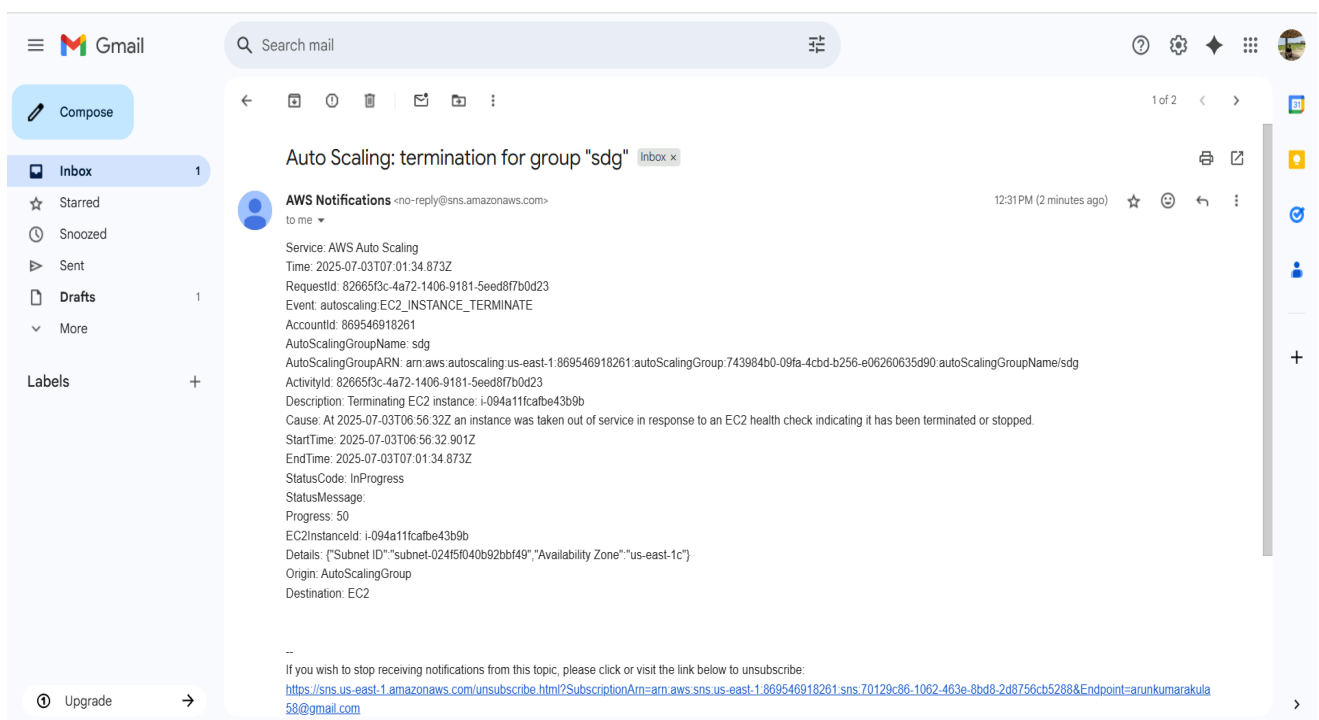 Gmail
Search mail
Compose
1 of 2
31
Inbox 1
Starred
Snoozed
Sent
Drafts 1
More
Labels
Upgrade
Auto Scaling: termination for group "sdg" Inbox ×
AWS Notifications <no-reply@sns.amazonaws.com> 12:31 PM (2 minutes ago)
to me
Service: AWS Auto Scaling
Time: 2025-07-03T07:01:34.873Z
RequestId: 82665f3c-4a72-1406-9181-5eed8f7b0d23
Event: autoscaling:EC2_INSTANCE_TERMINATE
AccountId: 869546918261
AutoScalingGroupName: sdg
AutoScalingGroupARN: arn:aws:autoscaling:us-east-1:869546918261:autoScalingGroup:743984b0-09fa-4cbd-b256-e06260635d90:autoScalingGroupName/sdg
ActivityId: 82665f3c-4a72-1406-9181-5eed8f7b0d23
Description: Terminating EC2 instance: i-094a11fcafbe43b9b
Cause: At 2025-07-03T06:56:32Z an instance was taken out of service in response to an EC2 health check indicating it has been terminated or stopped.
StartTime: 2025-07-03T06:56:32.901Z
EndTime: 2025-07-03T07:01:34.873Z
StatusCode: InProgress
StatusMessage:
Progress: 50
EC2InstanceId: i-094a11fcafbe43b9b
Details: {"Subnet ID":"subnet-024f5f040b92bbf49","Availability Zone":"us-east-1c"}
Origin: AutoScalingGroup
Destination: EC2
--
If you wish to stop receiving notifications from this topic, please click or visit the link below to unsubscribe:
https://sns.us-east-1.amazonaws.com/unsubscribe.html?SubscriptionArn=arn:aws:sns:us-east-1:869546918261:sns:70129c86-1062-463e-8bd8-2d8756cb5288&Endpoint=arunkumarakula
58@gmail.com